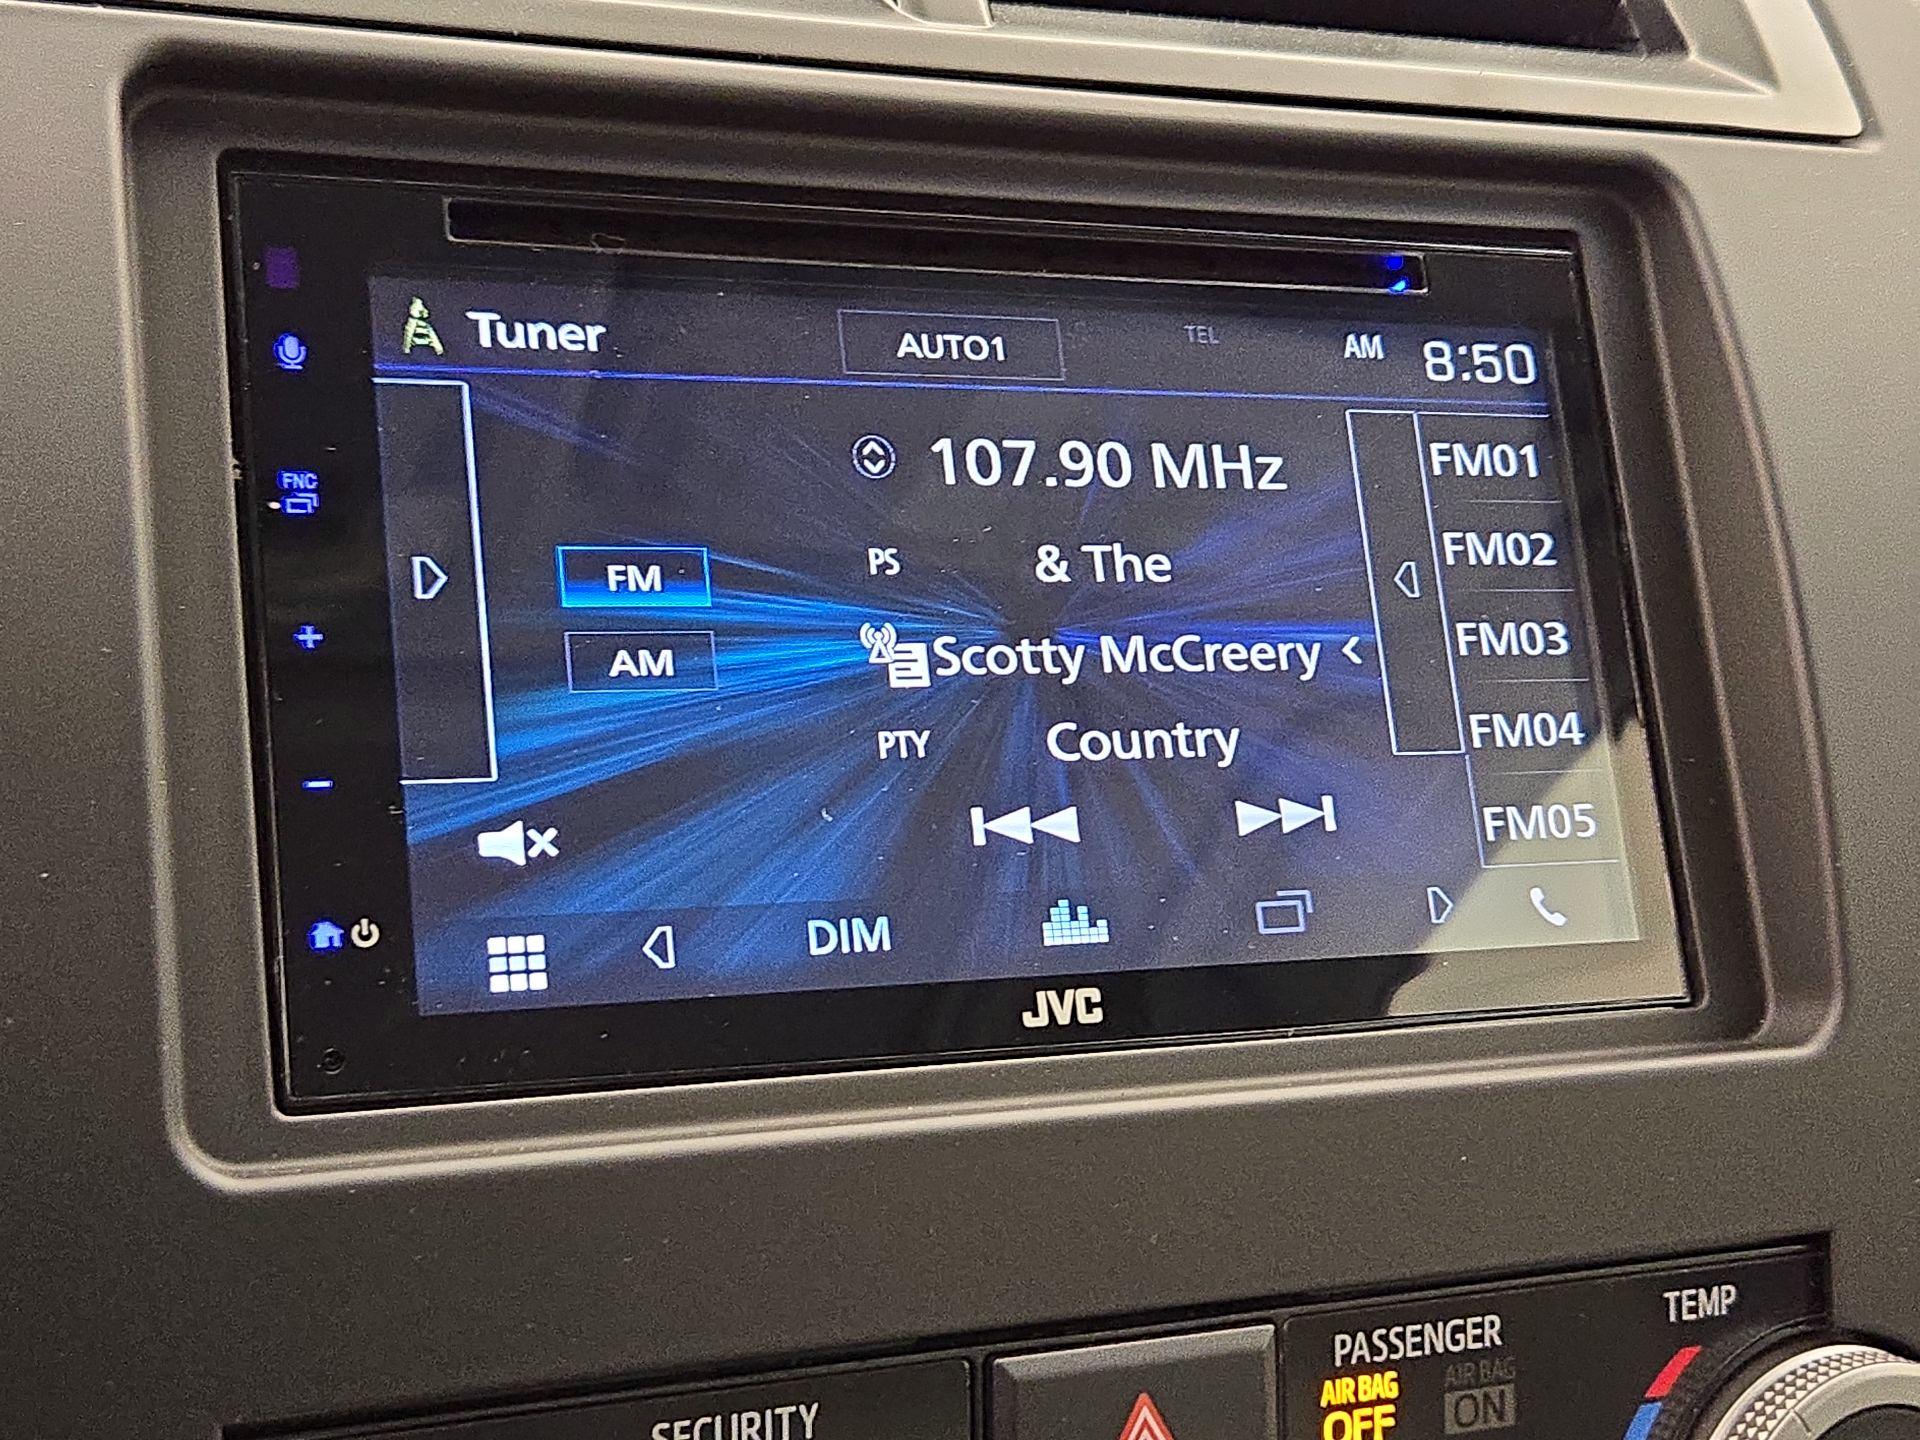 Tuner AUTO1 TEL AM 8:50
107.90 MHz
FM01
FM PS & The
FM02
AM Scotty McCreery
FM03
PTY Country
FM04
FM05
DIM
FNC
+
-
JVC
TEMP
PASSENGER
AIR BAG OFF
AIR BAG ON
SECURITY